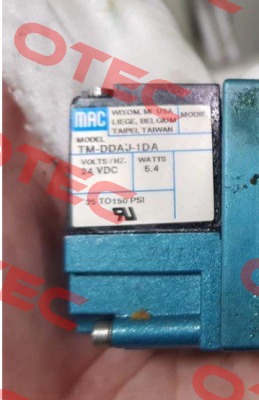 OTEC
MAC
WIXOM, MI. USA
LIEGE, BELGIUM
TAIPEI, TAIWAN
MODIF.
MODEL
TM-DDAJ-1DA
VOLTS/HZ. WATTS
24 VDC 5.4
25 TO 150 PSI
OTEC